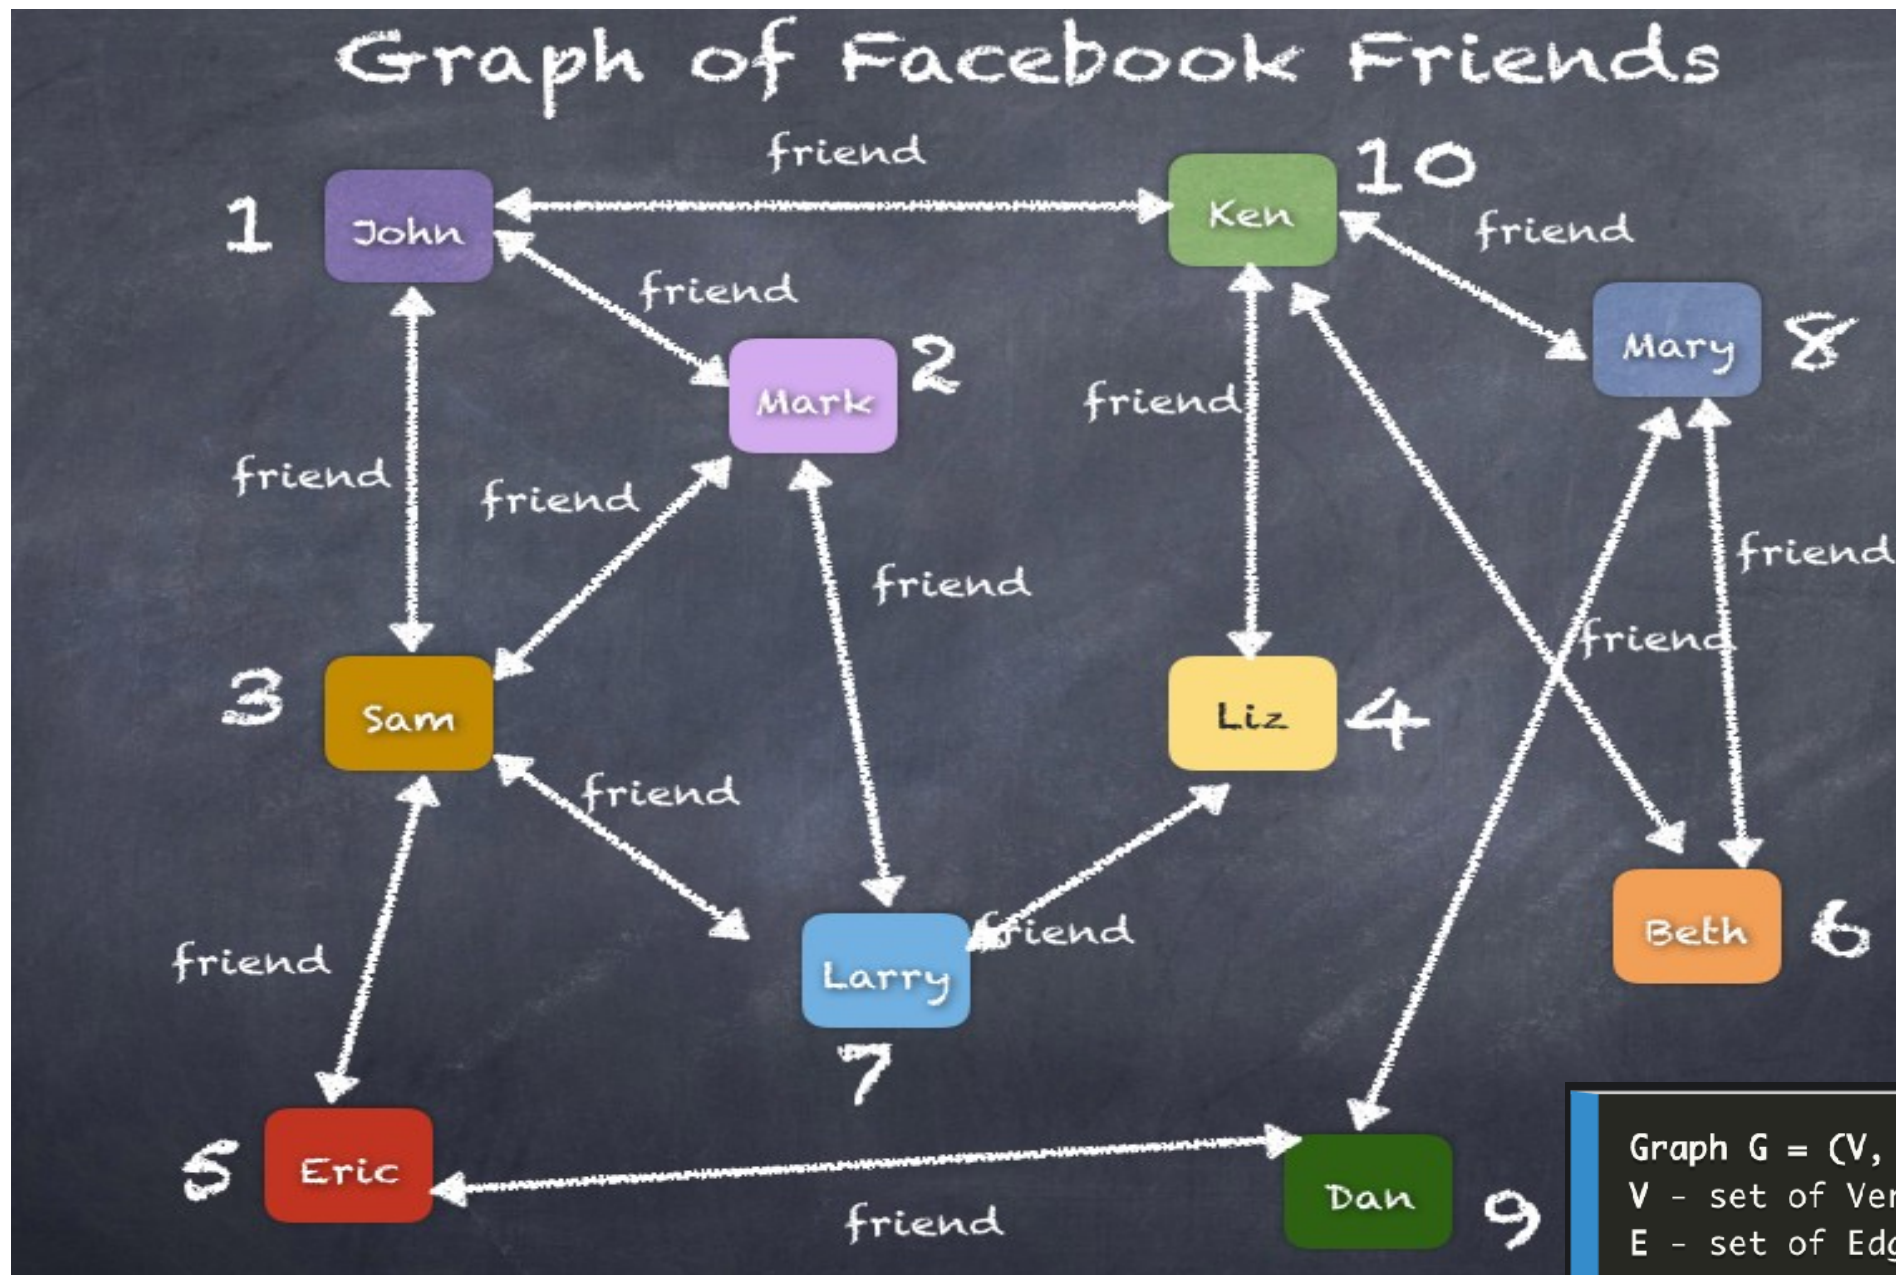 Graph of Facebook Friends
friend
10
1
John
Ken
friend
friend
Mary
8
2
Mark
friend
friend
friend
friend
friend
friend
3
Sam
Liz
4
friend
friend
friend
Larry
Beth
6
7
5
Eric
Dan
9
friend
Graph G = (V,
V - set of Ver
E - set of Edg